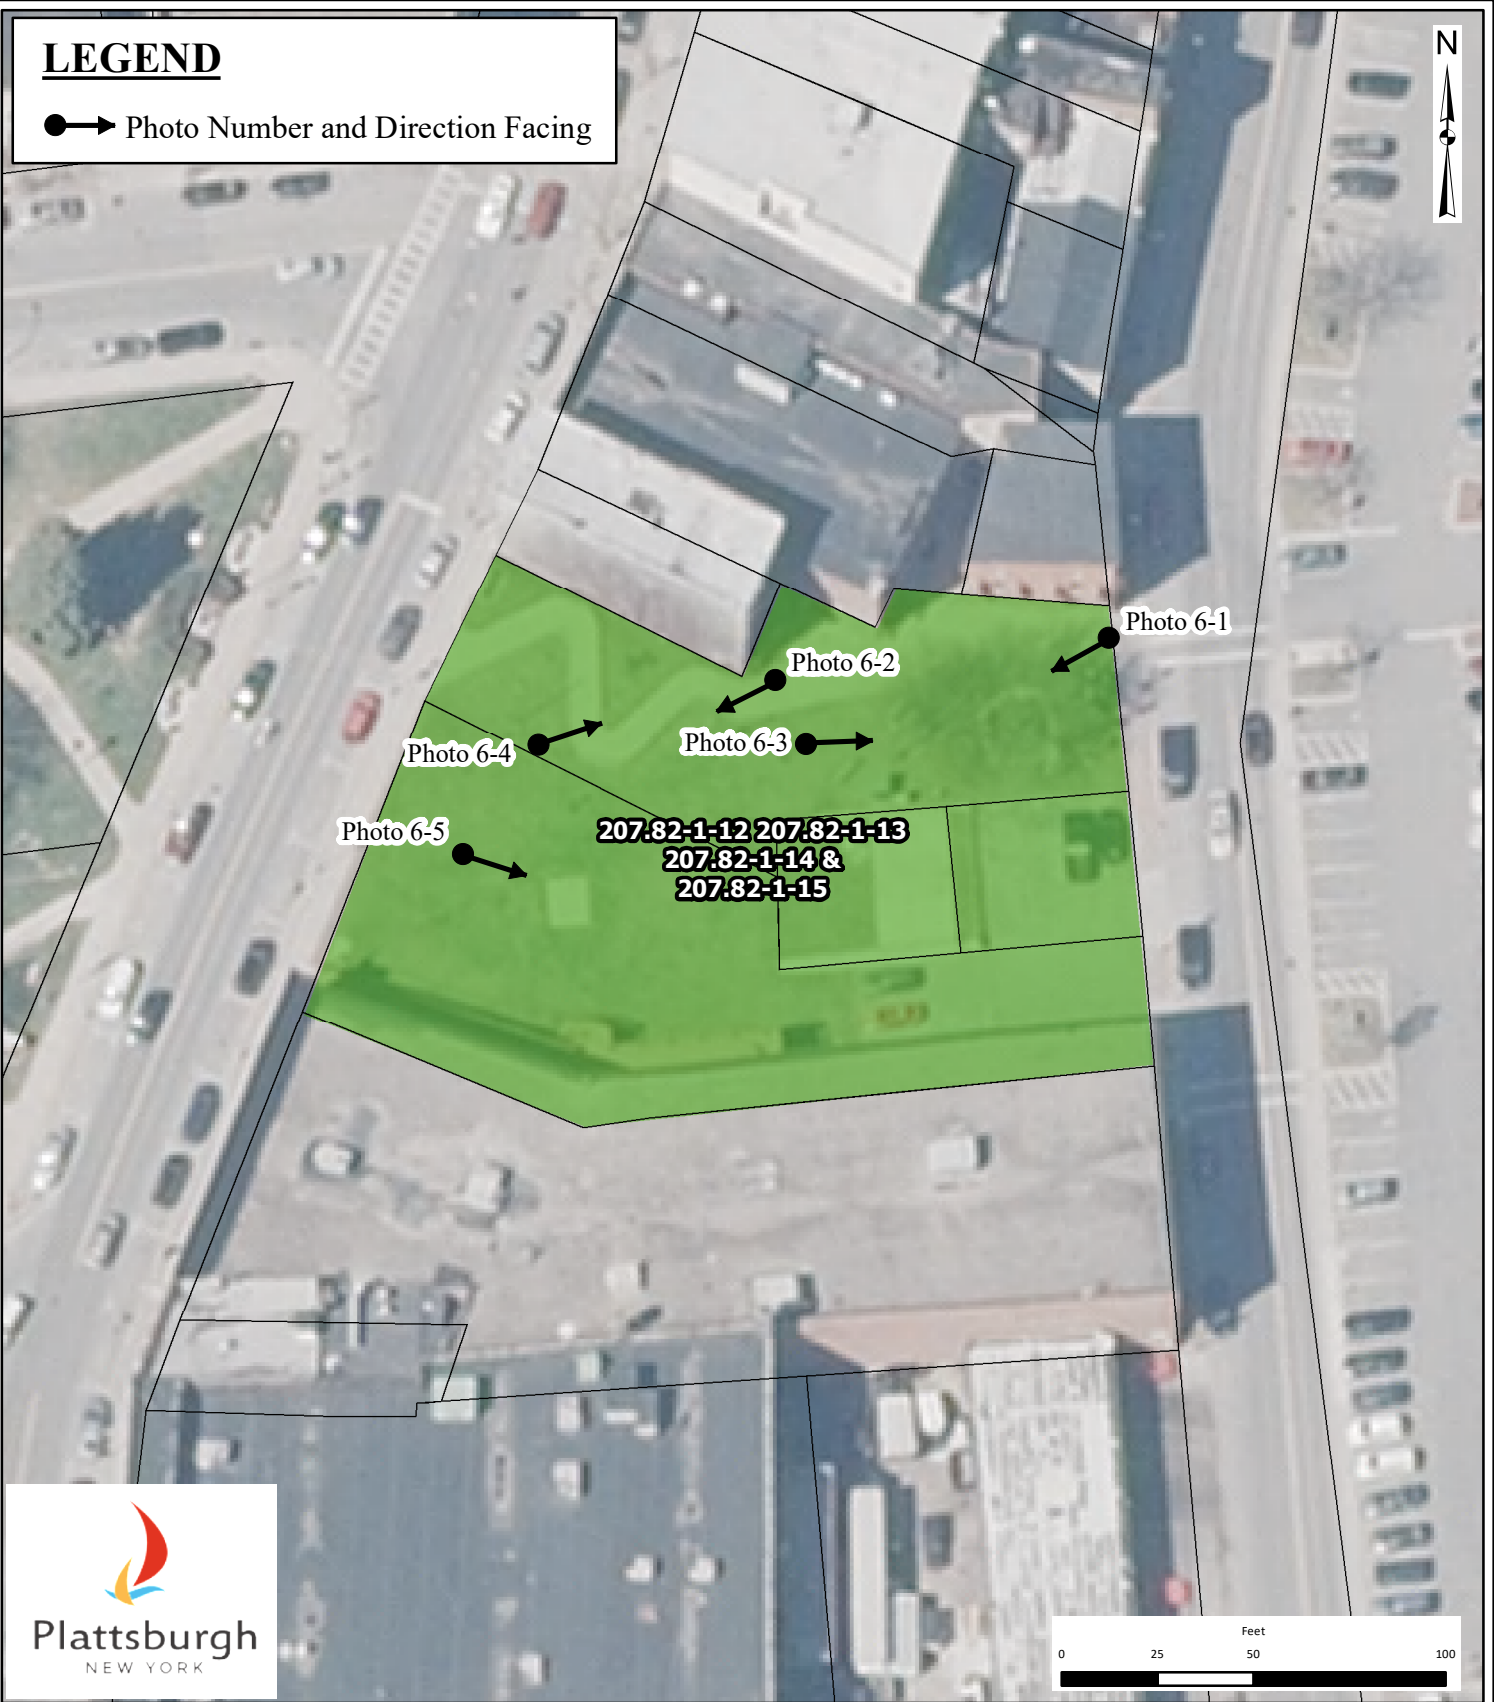 LEGEND
Photo Number and Direction Facing
N
Photo 6-1
Photo 6-2
Photo 6-3
Photo 6-4
Photo 6-5
207.82-1-12 207.82-1-13
207.82-1-14 &
207.82-1-15
Plattsburgh
NEW YORK
Feet
0 25 50 100